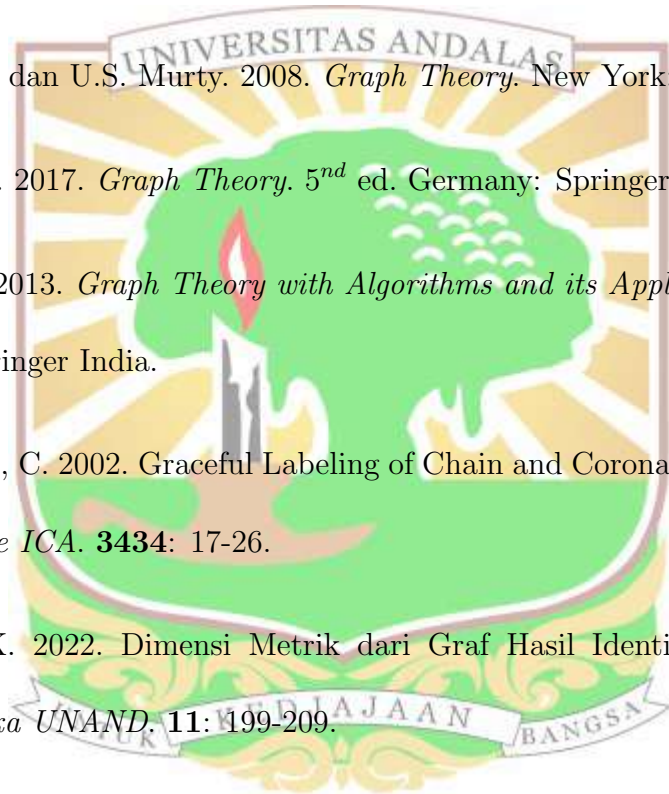 UNIVERSITAS ANDALAS
dan U.S. Murty. 2008. Graph Theory. New York
. 2017. Graph Theory. 5nd ed. Germany: Springer
2013. Graph Theory with Algorithms and its Appl
ringer India.
, C. 2002. Graceful Labeling of Chain and Corona
e ICA. 3434: 17-26.
K. 2022. Dimensi Metrik dari Graf Hasil Identi
ka UNAND. 11: 199-209.
UNTUK KEDJAJAAN BANGSA